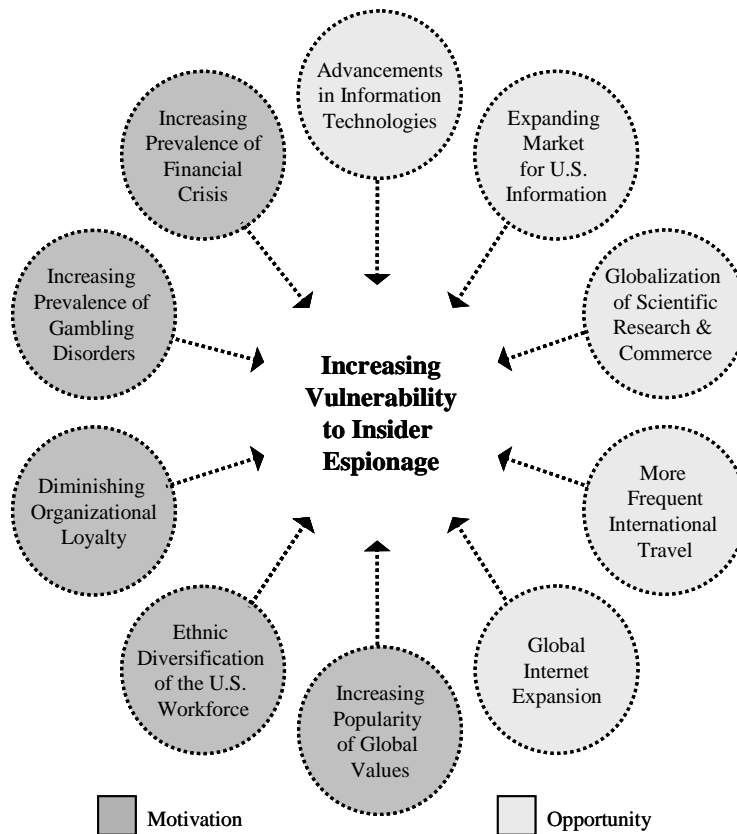 Advancements
in Information
Technologies
Expanding
Market
for U.S.
Information
Globalization
of Scientific
Research &
Commerce
More
Frequent
International
Travel
Global
Internet
Expansion
Increasing
Popularity
of Global
Values
Ethnic
Diversification
of the U.S.
Workforce
Diminishing
Organizational
Loyalty
Increasing
Prevalence of
Gambling
Disorders
Increasing
Prevalence of
Financial
Crisis
Increasing
Vulnerability
to Insider
Espionage
Motivation
Opportunity